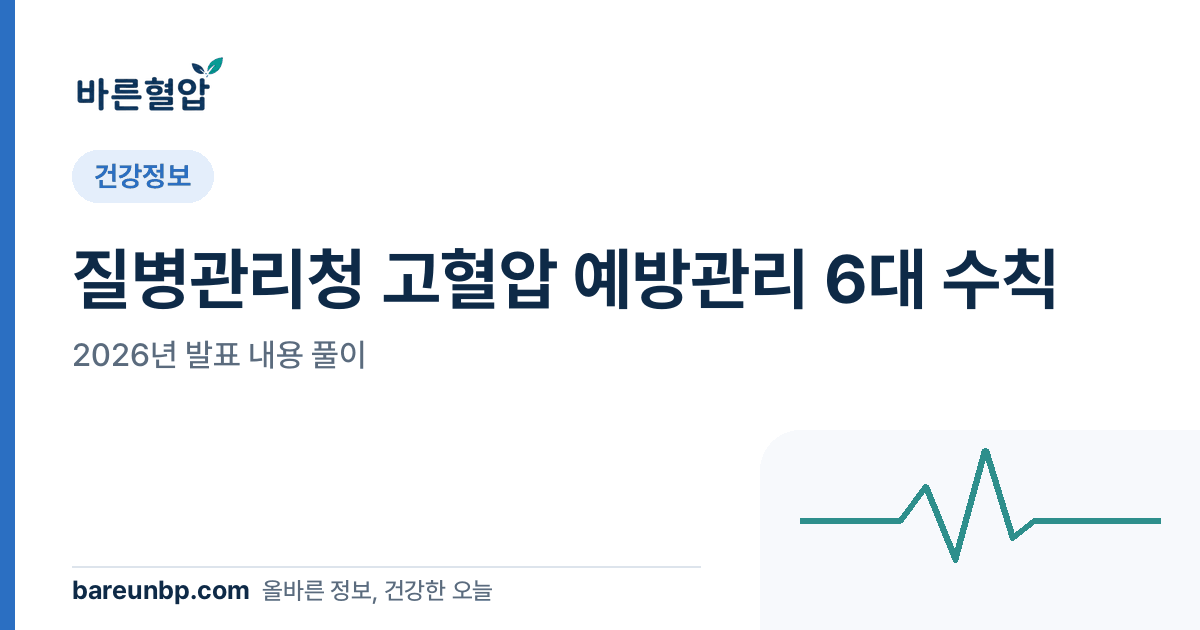 바른혈압
건강정보
질병관리청 고혈압 예방관리 6대 수칙
2026년 발표 내용 풀이
bareunbp.com 올바른 정보, 건강한 오늘